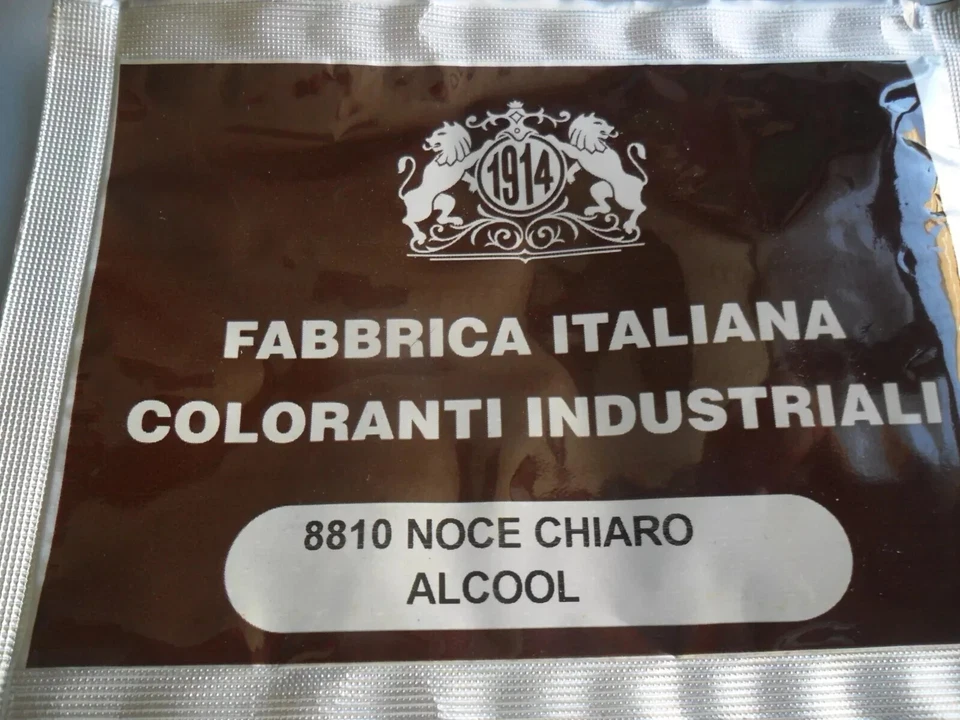 1914
FABBRICA ITALIANA
COLORANTI INDUSTRIALI
8810 NOCE CHIARO
ALCOOL